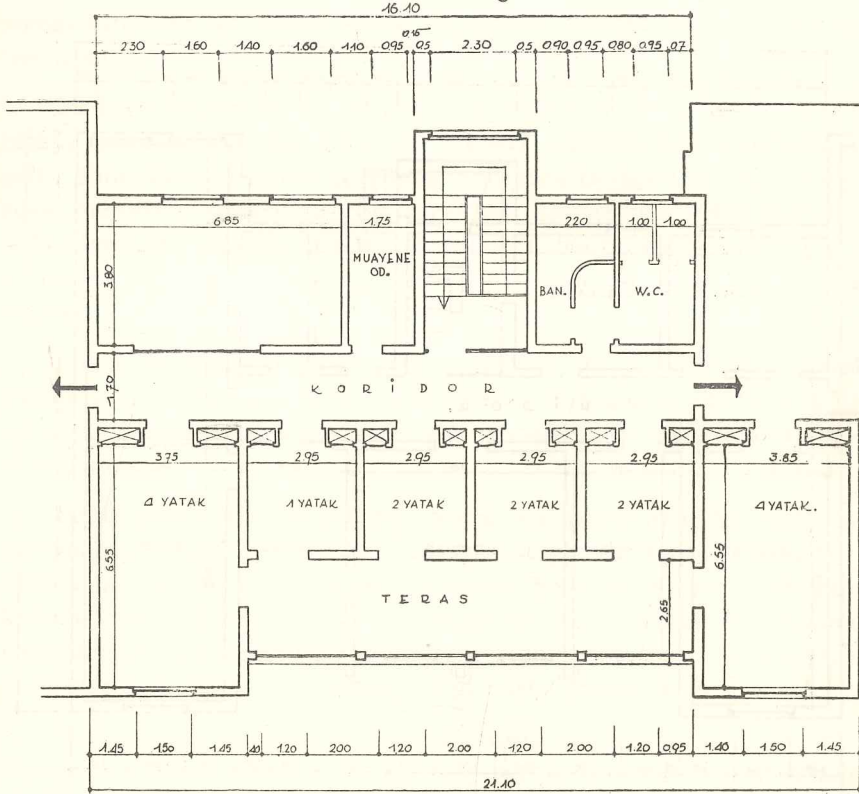 16.10
2.30 1.60 1.40 1.60 1.10 0.95 0.15 0.5 2.30 0.5 0.90 0.95 0.80 0.95 0.7
6.85 1.75 2.20 1.00 1.00
3.80
MUAYENE
OD.
BAN. W.C.
1.70
KORİDOR
3.75 2.95 2.95 2.95 2.95 3.85
4 YATAK 1 YATAK 2 YATAK 2 YATAK 2 YATAK 4 YATAK.
6.55 6.55
TERAS
2.65
1.45 1.50 1.45 .40 1.20 2.00 1.20 2.00 1.20 2.00 1.20 0.95 1.40 1.50 1.45
21.10